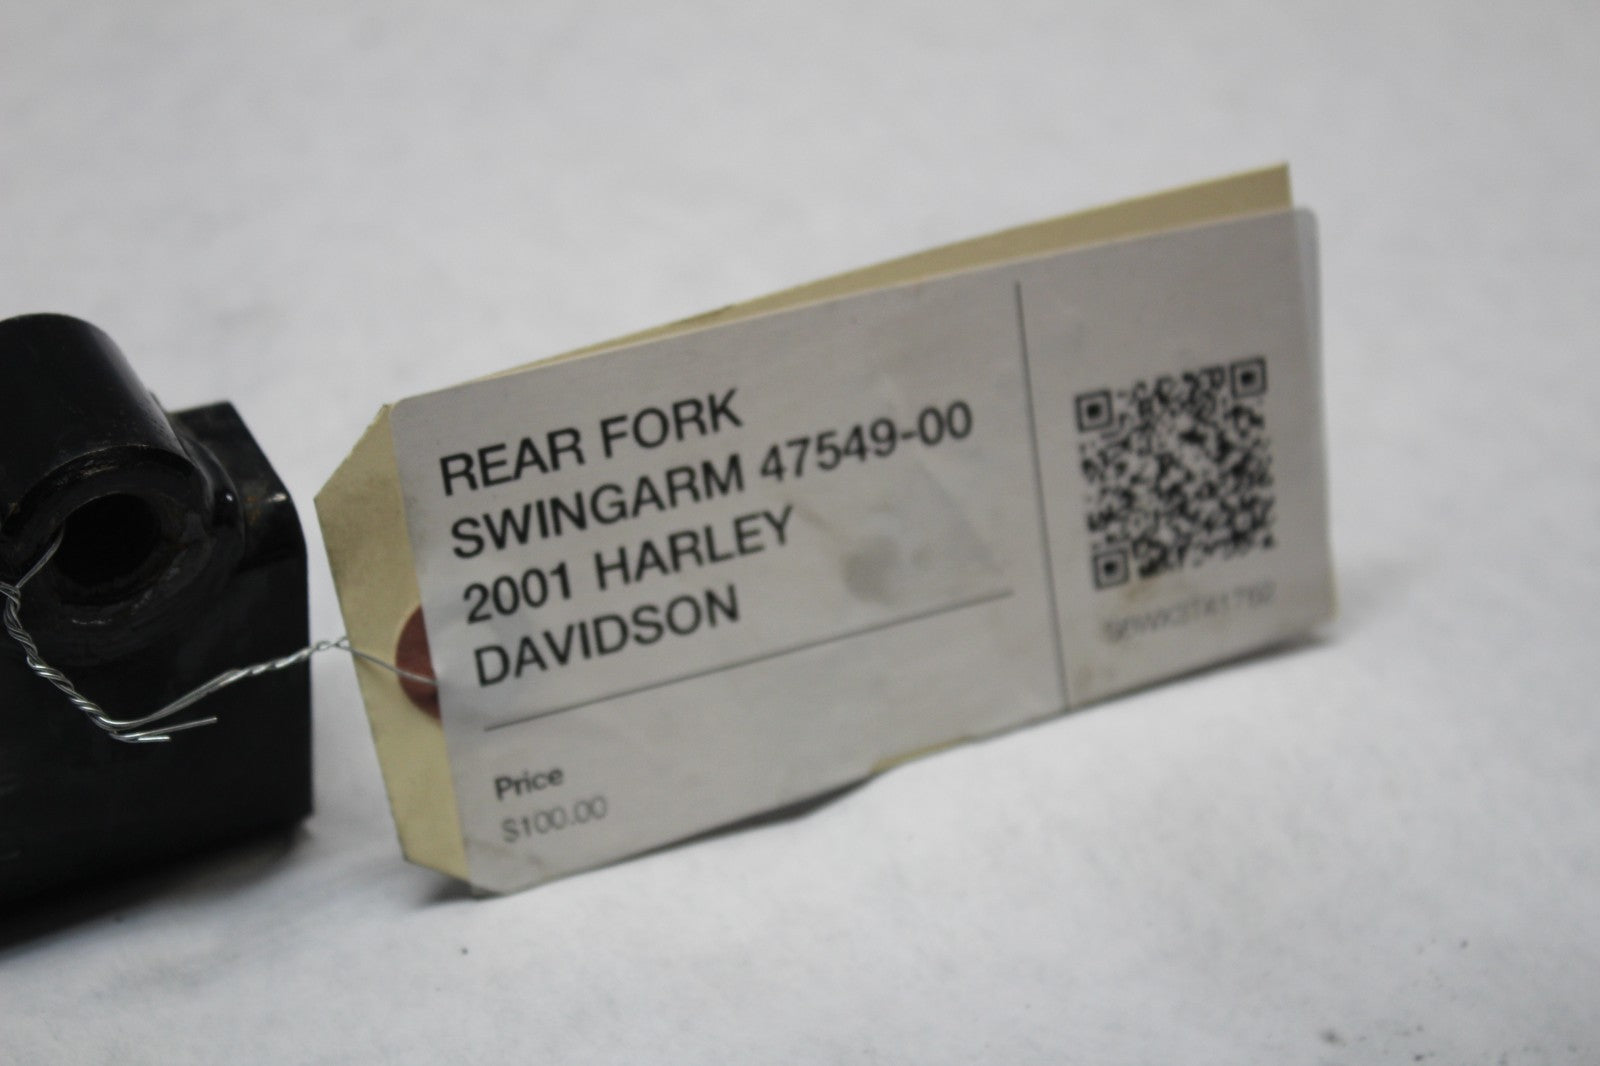 REAR FORK
SWINGARM 47549-00
2001 HARLEY
DAVIDSON
Price
$100.00